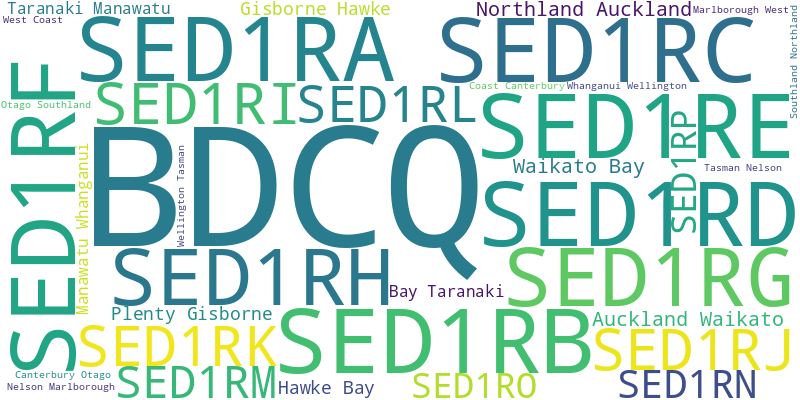 Taranaki Manawatu
Gisborne Hawke
Northland Auckland
Marlborough West
West Coast
SED1RA
SED1RC
Southland Northland
SED1RF
Otago Southland
SED1RI
SED1RL
Coast Canterbury
Whanganui Wellington
SED1RE
SED1RP
BDCQ
Waikato Bay
Tasman Nelson
Manawatu Whanganui
Wellington Tasman
SED1RD
SED1RH
Bay Taranaki
SED1RG
Plenty Gisborne
SED1RB
Auckland Waikato
SED1RK
SED1RJ
Canterbury Otago
Nelson Marlborough
SED1RM
Hawke Bay
SED1RO
SED1RN